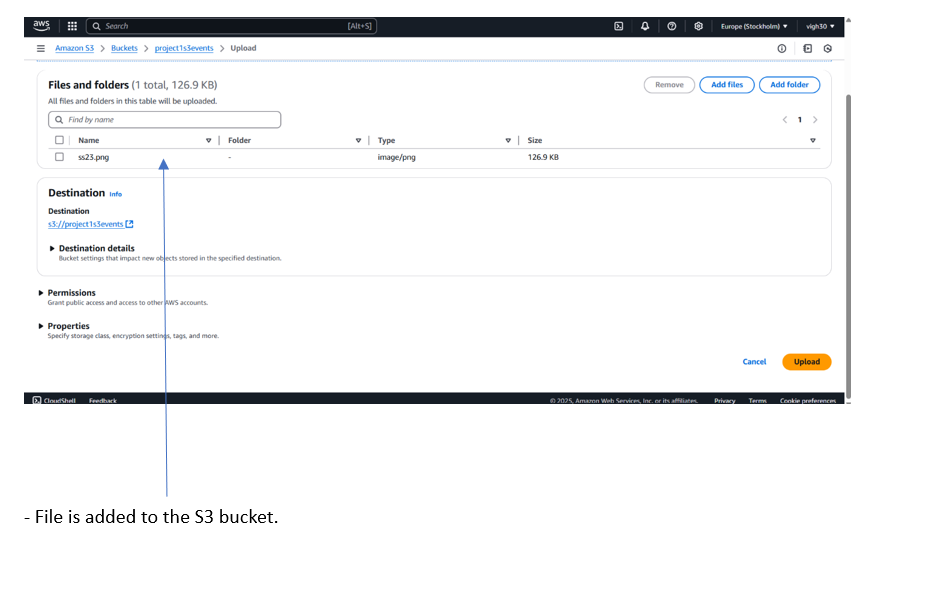 aws Search [Alt+S] Europe (Stockholm) vigh30
Amazon S3 > Buckets > project1s3events > Upload
Files and folders (1 total, 126.9 KB) Remove Add files Add folder
All files and folders in this table will be uploaded.
Find by name 1
Name Folder Type Size
ss23.png - image/png 126.9 KB
Destination Info
Destination
s3://project1s3events
Destination details
Bucket settings that impact new objects stored in the specified destination.
Permissions
Grant public access and access to other AWS accounts.
Properties
Specify storage class, encryption settings, tags, and more.
Cancel Upload
CloudShell Feedback © 2025, Amazon Web Services, Inc. or its affiliates. Privacy Terms Cookie preferences
- File is added to the S3 bucket.